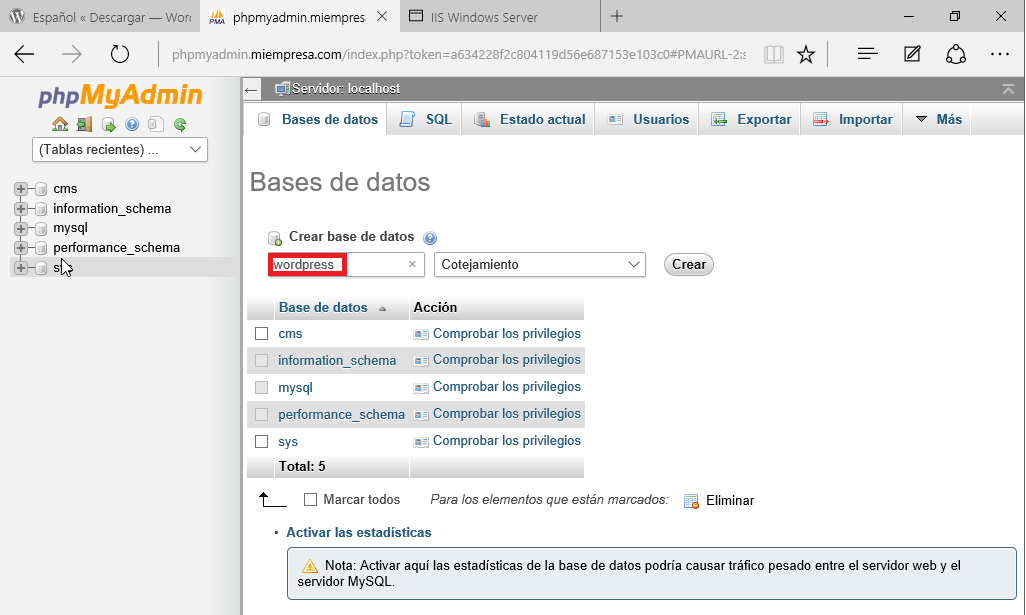 Español « Descargar — Wor
PMA
phpmyadmin.miempres
IIS Windows Server
phpmyadmin.miempresa.com/index.php?token=a634228f2c804119d56e687153e103c0#PMAURL-2:s
phpMyAdmin
(Tablas recientes) ...
cms
information_schema
mysql
performance_schema
sys
Servidor: localhost
Bases de datos
SQL
Estado actual
Usuarios
Exportar
Importar
Más
Bases de datos
Crear base de datos
wordpress
Cotejamiento
Crear
Base de datos Acción
cms Comprobar los privilegios
information_schema Comprobar los privilegios
mysql Comprobar los privilegios
performance_schema Comprobar los privilegios
sys Comprobar los privilegios
Total: 5
Marcar todos Para los elementos que están marcados: Eliminar
Activar las estadísticas
Nota: Activar aquí las estadísticas de la base de datos podría causar tráfico pesado entre el servidor web y el
servidor MySQL.